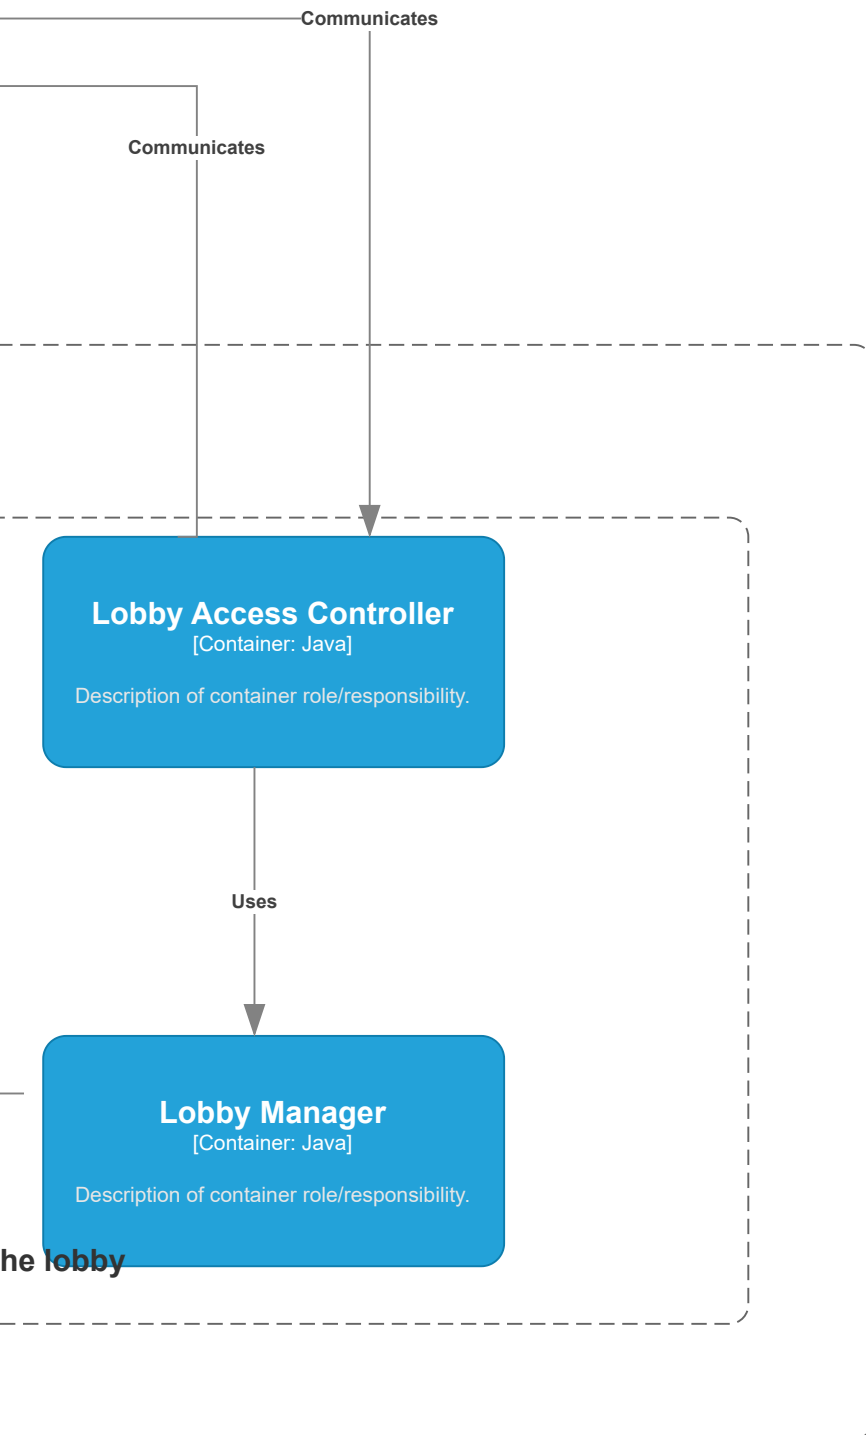 Communicates
Communicates
Lobby Access Controller
[Container: Java]
Description of container role/responsibility.
Uses
Lobby Manager
[Container: Java]
Description of container role/responsibility.
he lobby